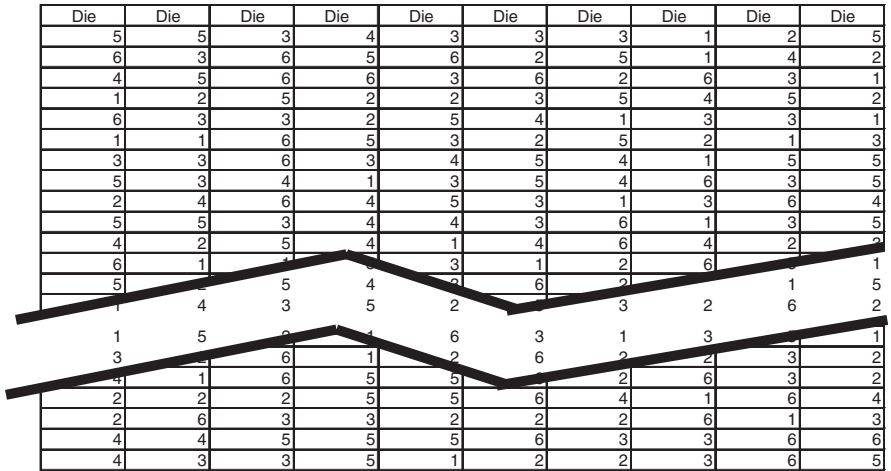 Die Die Die Die Die Die Die Die Die Die
5 5 3 4 3 3 3 1 2 5
6 3 6 5 6 2 5 1 4 2
4 5 6 6 3 6 2 6 3 1
1 2 5 2 2 3 5 4 5 2
6 3 3 2 5 4 1 3 3 1
1 1 6 5 3 2 5 2 1 3
3 3 6 3 4 5 4 1 5 5
5 3 4 1 3 5 4 6 3 5
2 4 6 4 5 3 1 3 6 4
5 5 3 4 4 3 6 1 3 5
4 2 5 4 1 4 6 4 2
6 1 3 1 2 6 1
5 5 4 6 1 5
4 3 5 2 3 2 6 2
1 5 6 3 1 3 1
3 6 1 2 6 2 3 2
1 6 5 5 2 6 3 2
2 2 2 5 5 6 4 1 6 4
2 6 3 3 2 2 2 6 1 3
4 4 5 5 5 6 3 3 6 6
4 3 3 5 1 2 2 3 6 5